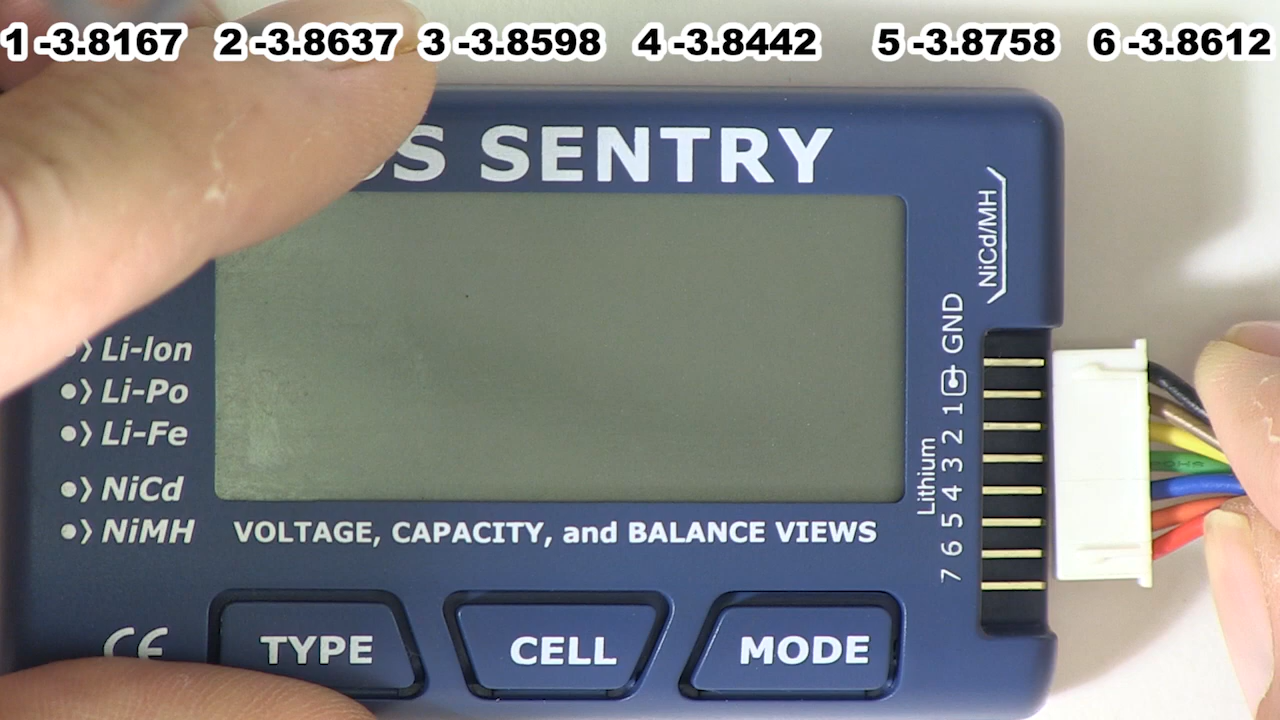 1 -3.8167 2 -3.8637 3 -3.8598 4 -3.8442 5 -3.8758 6 -3.8612
SENTRY
NiCd/MH
GND
Li-Ion
Li-Po
Li-Fe
NiCd
NiMH
Lithium
7 6 5 4 3 2 1
VOLTAGE, CAPACITY, and BALANCE VIEWS
CE
TYPE
CELL
MODE